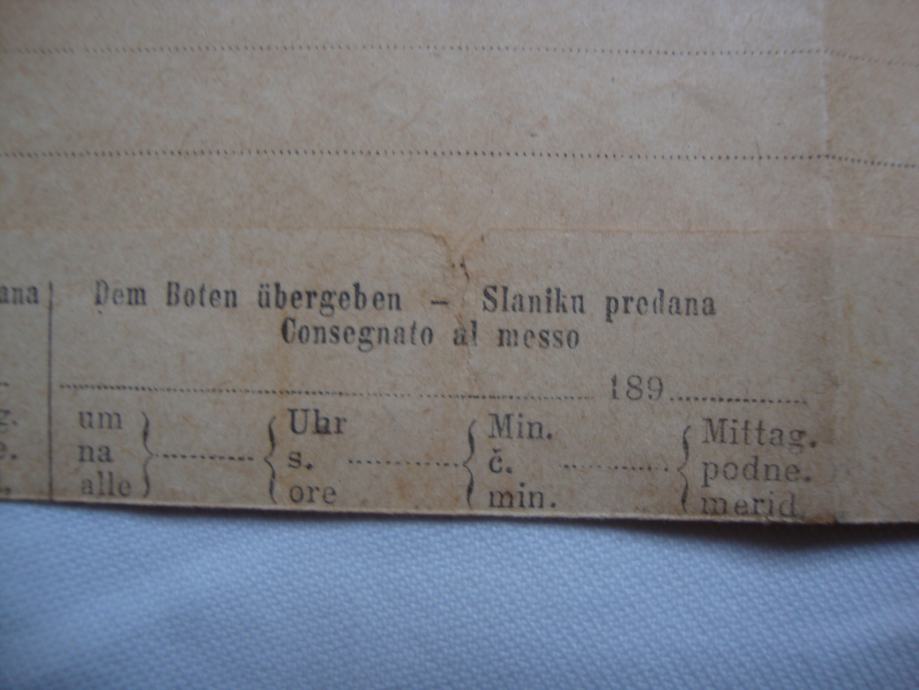 ana Dem Boten übergeben – Slaniku predana
Consegnato al messo
189
um Uhr Min. Mittag.
na s. č. podne.
alle ore min. merid.